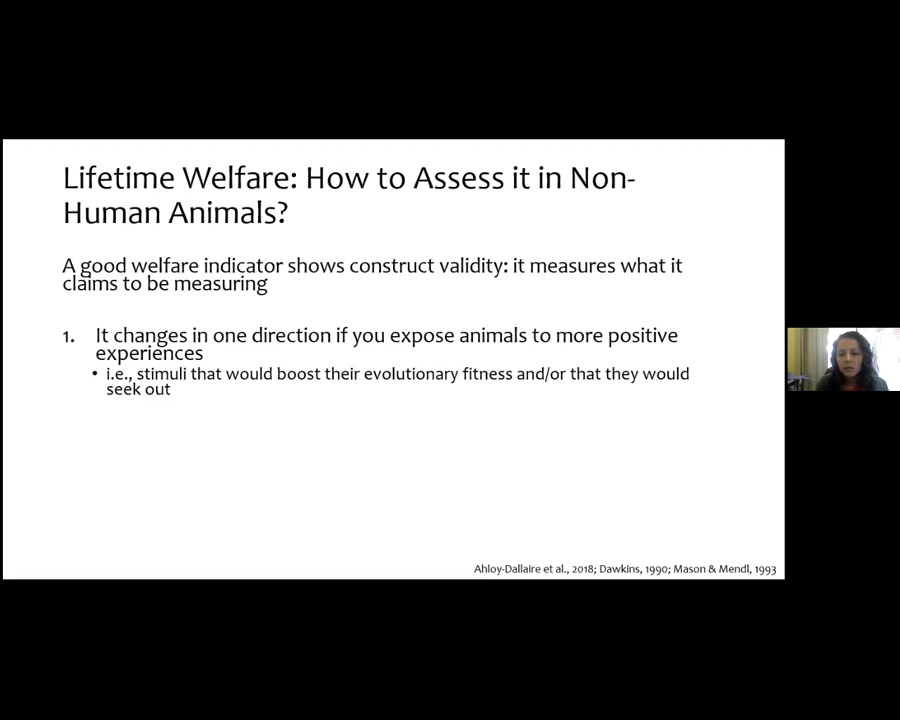 Lifetime Welfare: How to Assess it in Non-
Human Animals?
A good welfare indicator shows construct validity: it measures what it
claims to be measuring
1. It changes in one direction if you expose animals to more positive
experiences
• i.e., stimuli that would boost their evolutionary fitness and/or that they would
seek out
Ahloy-Dallaire et al., 2018; Dawkins, 1990; Mason & Mendl, 1993